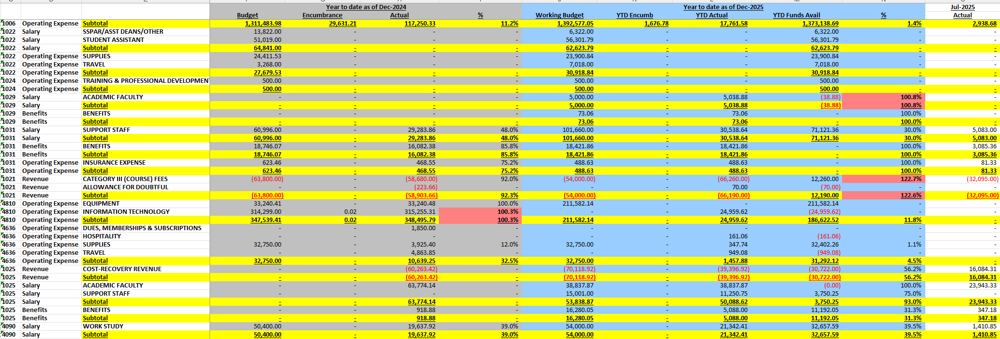 Year to date as of Dec-2024 Year to date as of Dec-2025 Jul-2025
Budget Encumbrance Actual % Working Budget YTD Encumb YTD Actual YTD Funds Avail % Actual
1006 Operating Expense Subtotal 1,311,483.98 29,631.21 117,250.33 11.2% 1,392,577.05 1,676.78 17,761.58 1,373,138.69 1.4% 2,938.68
1022 Salary SSPAR/ASST DEANS/OTHER 13,822.00 - - - 6,322.00 - - 6,322.00 - -
1022 Salary STUDENT ASSISTANT 51,019.00 - - - 56,301.79 - - 56,301.79 - -
1022 Salary Subtotal 64,841.00 - - - 62,623.79 - - 62,623.79 - -
1022 Operating Expense SUPPLIES 24,411.53 - - - 23,900.84 - - 23,900.84 - -
1022 Operating Expense TRAVEL 3,268.00 - - - 7,018.00 - - 7,018.00 - -
1022 Operating Expense Subtotal 27,679.53 - - - 30,918.84 - - 30,918.84 - -
1024 Operating Expense TRAINING & PROFESSIONAL DEVELOPMEN 500.00 - - - 500.00 - - 500.00 - -
1024 Operating Expense Subtotal 500.00 - - - 500.00 - - 500.00 - -
1029 Salary ACADEMIC FACULTY - - - - 5,000.00 - 5,038.88 (38.88) 100.8% -
1029 Salary Subtotal - - - - 5,000.00 - 5,038.88 (38.88) 100.8% -
1029 Benefits BENEFITS - - - - 73.06 - 73.06 - 100.0% -
1029 Benefits Subtotal - - - - 73.06 - 73.06 - 100.0% -
1031 Salary SUPPORT STAFF 60,996.00 - 29,283.86 48.0% 101,660.00 - 30,538.64 71,121.36 30.0% 5,083.00
1031 Salary Subtotal 60,996.00 - 29,283.86 48.0% 101,660.00 - 30,538.64 71,121.36 30.0% 5,083.00
1031 Benefits BENEFITS 18,746.07 - 16,082.38 85.8% 18,421.86 - 18,421.86 - 100.0% 3,085.36
1031 Benefits Subtotal 18,746.07 - 16,082.38 85.8% 18,421.86 - 18,421.86 - 100.0% 3,085.36
1031 Operating Expense INSURANCE EXPENSE 623.46 - 468.55 75.2% 488.63 - 488.63 - 100.0% 81.33
1031 Operating Expense Subtotal 623.46 - 468.55 75.2% 488.63 - 488.63 - 100.0% 81.33
1021 Revenue CATEGORY III (COURSE) FEES (63,800.00) - (58,680.00) 92.0% (54,000.00) - (66,260.00) 12,260.00 122.7% (32,095.00)
1021 Revenue ALLOWANCE FOR DOUBTFUL - - (223.66) - - - 70.00 (70.00) - -
1021 Revenue Subtotal (63,800.00) - (58,903.66) 92.3% (54,000.00) - (66,190.00) 12,190.00 122.6% (32,095.00)
4810 Operating Expense EQUIPMENT 33,240.41 - 33,240.48 100.0% 211,582.14 - - 211,582.14 - -
4810 Operating Expense INFORMATION TECHNOLOGY 314,299.00 0.02 315,255.31 100.3% - - 24,959.62 (24,959.62) - -
4810 Operating Expense Subtotal 347,539.41 0.02 348,495.79 100.3% 211,582.14 - 24,959.62 186,622.52 11.8% -
4636 Operating Expense DUES, MEMBERSHIPS & SUBSCRIPTIONS - - 1,850.00 - - - - - - -
4636 Operating Expense HOSPITALITY - - - - - - 161.06 (161.06) - -
4636 Operating Expense SUPPLIES 32,750.00 - 3,925.40 12.0% 32,750.00 - 347.74 32,402.26 1.1% -
4636 Operating Expense TRAVEL - - 4,863.85 - - - 949.08 (949.08) - -
4636 Operating Expense Subtotal 32,750.00 - 10,639.25 32.5% 32,750.00 - 1,457.88 31,292.12 4.5% -
1025 Revenue COST-RECOVERY REVENUE - - (60,263.42) - (70,118.92) - (39,396.92) (30,722.00) 56.2% 16,084.31
1025 Revenue Subtotal - - (60,263.42) - (70,118.92) - (39,396.92) (30,722.00) 56.2% 16,084.31
1025 Salary ACADEMIC FACULTY - - 63,774.14 - 38,837.87 - 38,837.87 (0.00) 100.0% 23,943.33
1025 Salary SUPPORT STAFF - - - - 15,001.00 - 11,250.75 3,750.25 75.0% -
1025 Salary Subtotal - - 63,774.14 - 53,838.87 - 50,088.62 3,750.25 93.0% 23,943.33
1025 Benefits BENEFITS - - 918.88 - 16,280.05 - 5,088.00 11,192.05 31.3% 347.18
1025 Benefits Subtotal - - 918.88 - 16,280.05 - 5,088.00 11,192.05 31.3% 347.18
4090 Salary WORK STUDY 50,400.00 - 19,637.92 39.0% 54,000.00 - 21,342.41 32,657.59 39.5% 1,410.85
4090 Salary Subtotal 50,400.00 - 19,637.92 39.0% 54,000.00 - 21,342.41 32,657.59 39.5% 1,410.85